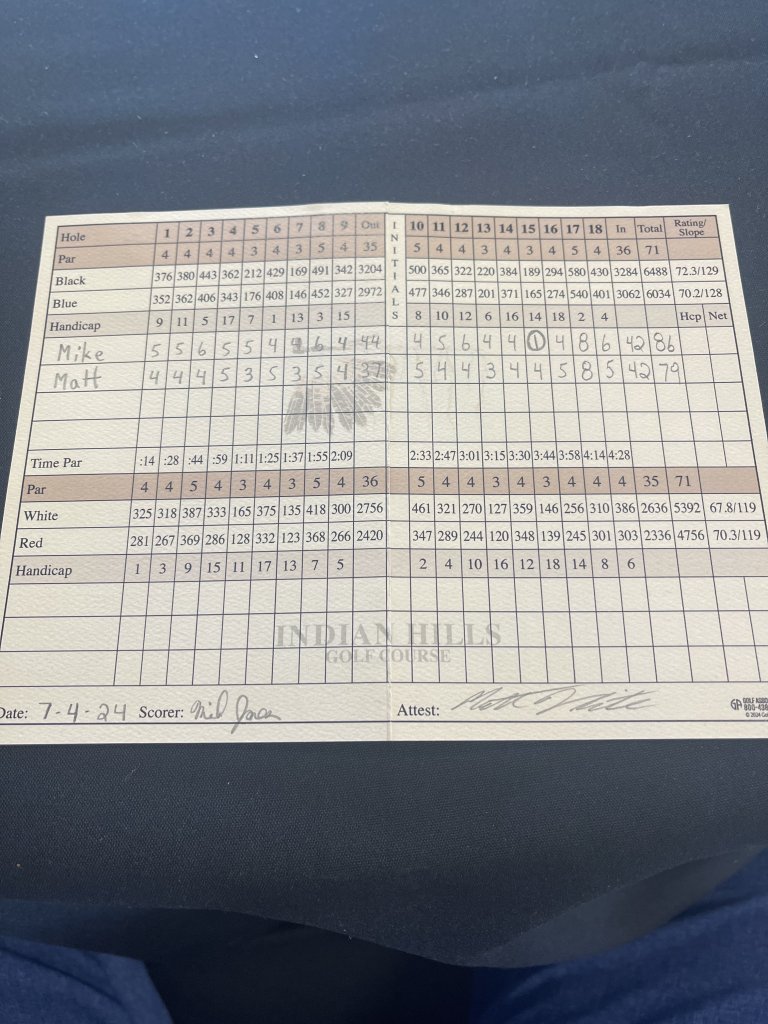 Hole 1 2 3 4 5 6 7 8 9 Out INITIALS 10 11 12 13 14 15 16 17 18 In Total Rating/Slope
Par 4 4 4 4 3 4 3 5 4 35 5 4 4 3 4 3 4 5 4 36 71
Black 376 380 443 362 212 429 169 491 342 3204 500 365 322 220 384 189 294 580 430 3284 6488 72.3/129
Blue 352 362 406 343 176 408 146 452 327 2972 477 346 287 201 371 165 274 540 401 3062 6034 70.2/128
Handicap 9 11 5 17 7 1 13 3 15 8 10 12 6 16 14 18 2 4 Hcp Net
Mike 5 5 6 5 5 4 4 6 4 44 4 5 6 4 4 1 4 8 6 42 86
Matt 4 4 4 5 3 5 3 5 4 37 5 4 4 3 4 4 5 8 5 42 79
Time Par :14 :28 :44 :59 1:11 1:25 1:37 1:55 2:09 2:33 2:47 3:01 3:15 3:30 3:44 3:58 4:14 4:28
Par 4 4 5 4 3 4 3 5 4 36 5 4 4 3 4 3 4 4 4 35 71
White 325 318 387 333 165 375 135 418 300 2756 461 321 270 127 359 146 256 310 386 2636 5392 67.8/119
Red 281 267 369 286 128 332 123 368 266 2420 347 289 244 120 348 139 245 301 303 2336 4756 70.3/119
Handicap 1 3 9 15 11 17 13 7 5 2 4 10 16 12 18 14 8 6
INDIAN HILLS
GOLF COURSE
Date: 7-4-24 Scorer: Attest: